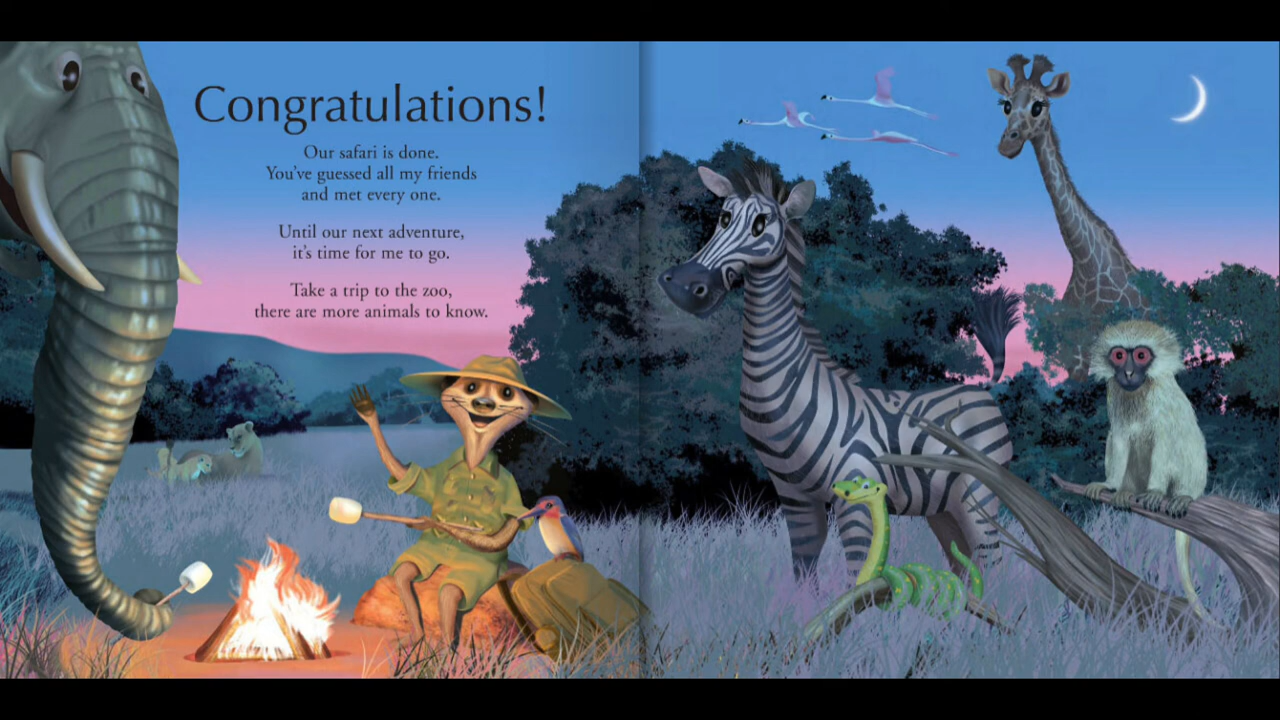 Congratulations!
Our safari is done.
You've guessed all my friends
and met every one.
Until our next adventure,
it's time for me to go.
Take a trip to the zoo,
there are more animals to know.